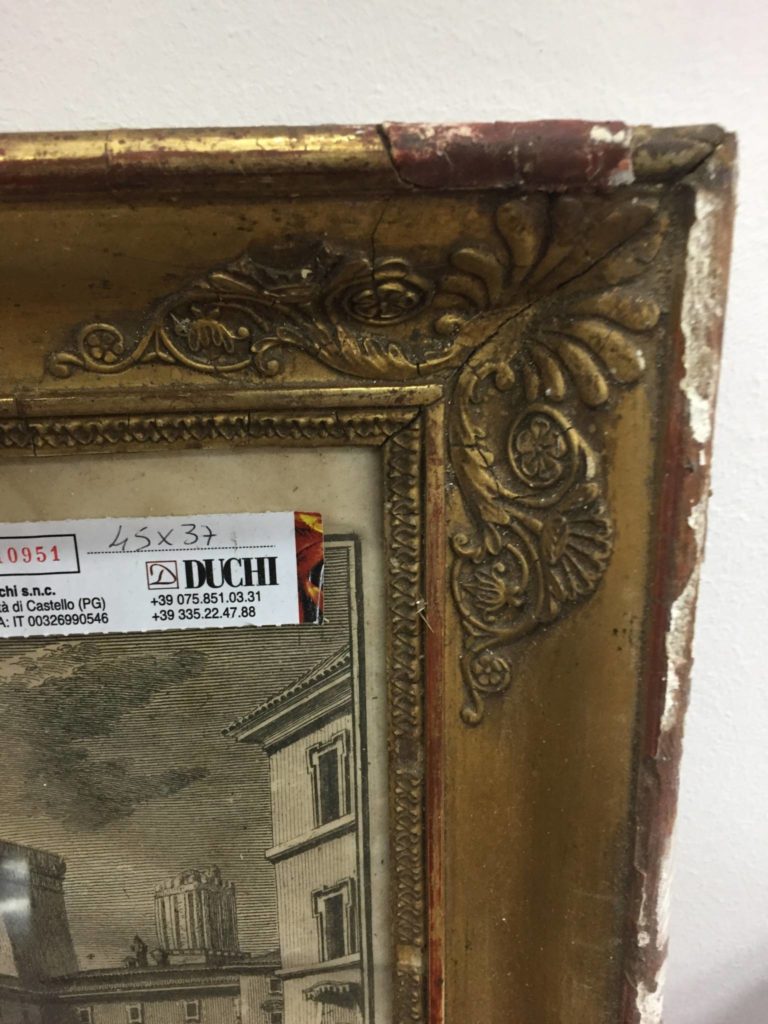 10951
45x37
DUCHI
chi s.n.c.
tà di Castello (PG)
A: IT 00326990546
+39 075.851.03.31
+39 335.22.47.88